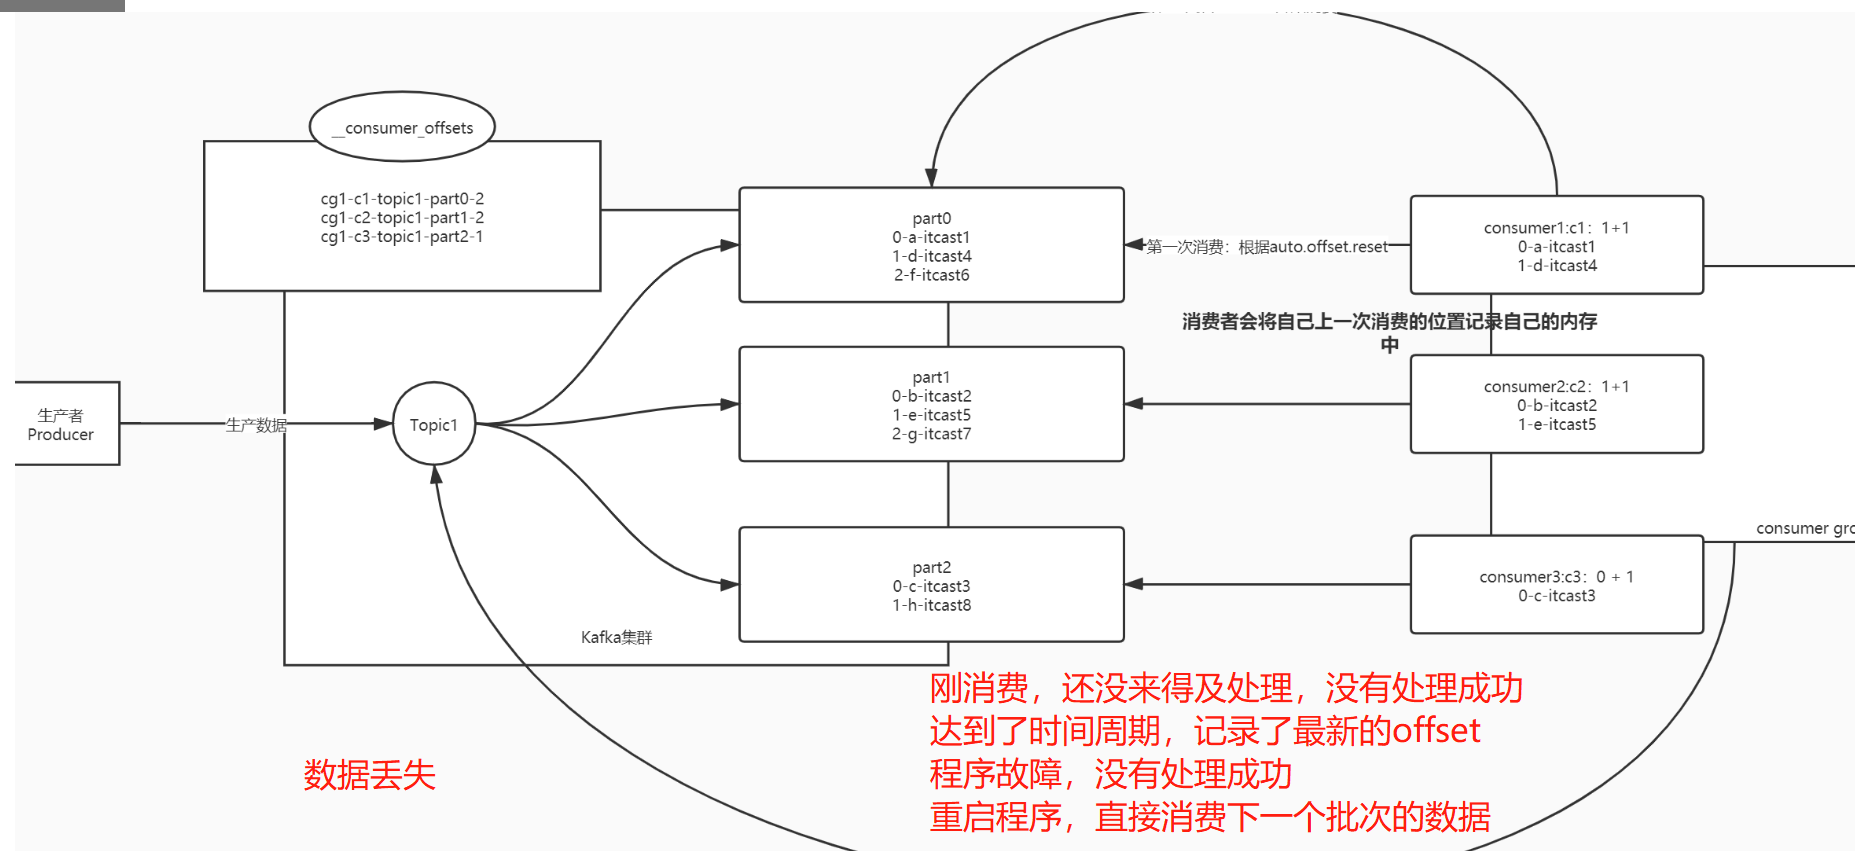 __consumer_offsets
cg1-c1-topic1-part0-2
cg1-c2-topic1-part1-2
cg1-c3-topic1-part2-1
part0
0-a-itcast1
1-d-itcast4
2-f-itcast6
第一次消费：根据auto.offset.reset
consumer1:c1：1+1
0-a-itcast1
1-d-itcast4
消费者会将自己上一次消费的位置记录自己的内存
中
part1
0-b-itcast2
1-e-itcast5
2-g-itcast7
consumer2:c2：1+1
0-b-itcast2
1-e-itcast5
生产者
Producer
生产数据
Topic1
consumer gro
part2
0-c-itcast3
1-h-itcast8
consumer3:c3：0 + 1
0-c-itcast3
Kafka集群
刚消费，还没来得及处理，没有处理成功
达到了时间周期，记录了最新的offset
程序故障，没有处理成功
重启程序，直接消费下一个批次的数据
数据丢失